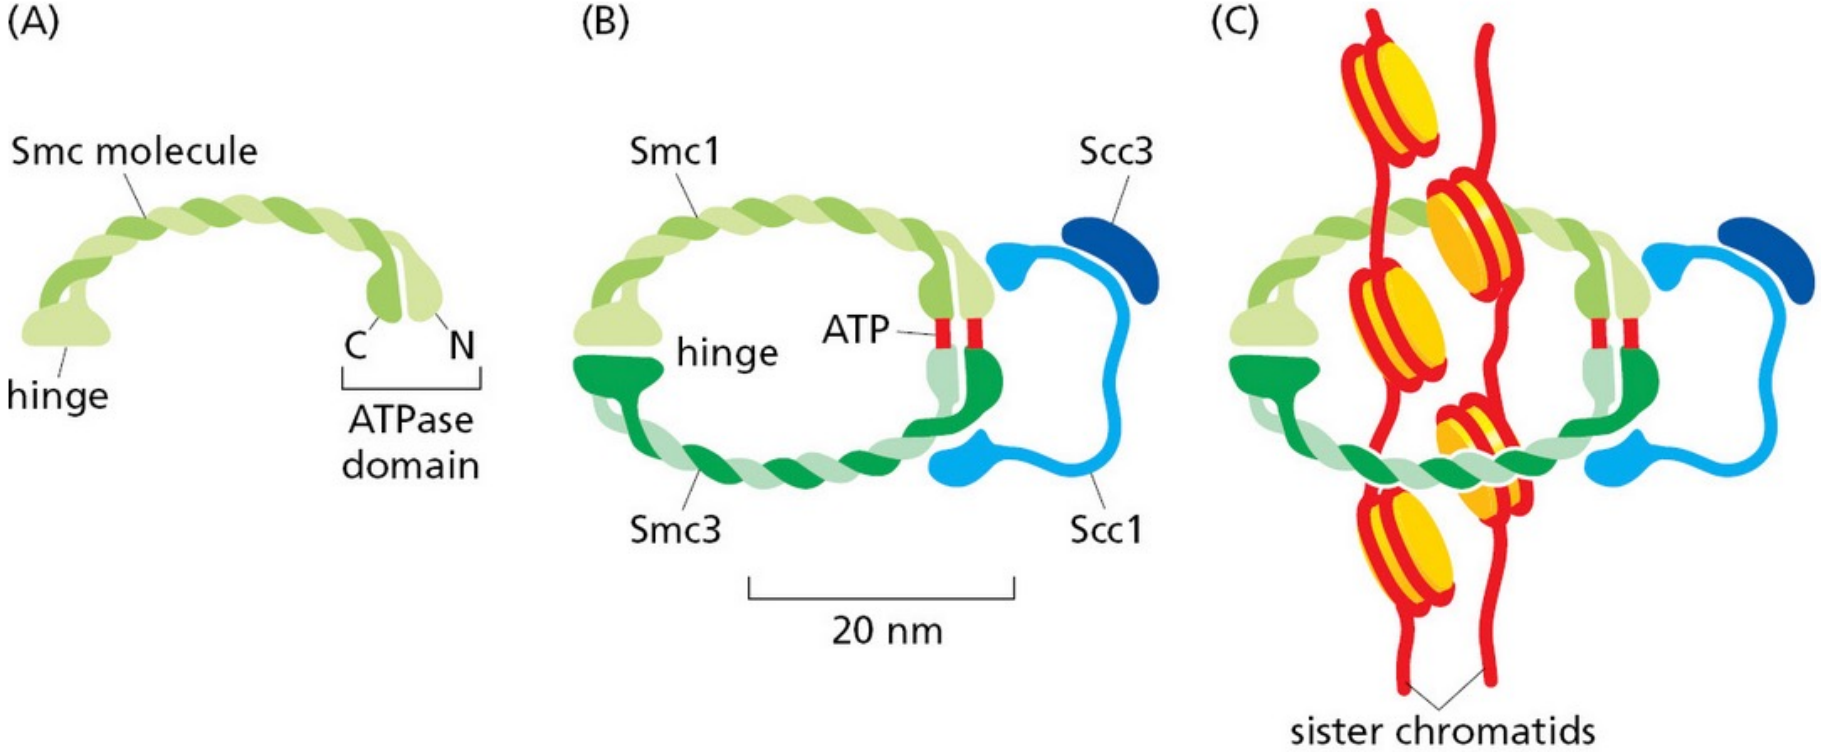 (A)
Smc molecule
C
N
hinge
ATPase
domain
(B)
Smc1
Scc3
ATP
hinge
Smc3
Scc1
20 nm
(C)
sister chromatids